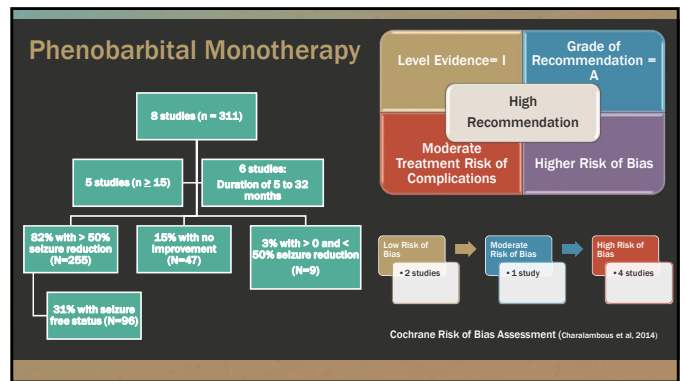 Phenobarbital Monotherapy
8 studies (n = 311)
5 studies (n ≥ 15)
6 studies:
Duration of 5 to 32
months
82% with > 50%
seizure reduction
(N=255)
15% with no
improvement
(N=47)
3% with > 0 and <
50% seizure reduction
(N=9)
31% with seizure
free status (N=96)
Level Evidence= I
Grade of
Recommendation =
A
High
Recommendation
Moderate
Treatment Risk of
Complications
Higher Risk of Bias
Low Risk of
Bias
• 2 studies
Moderate
Risk of Bias
• 1 study
High Risk of
Bias
• 4 studies
Cochrane Risk of Bias Assessment (Charalambous et al, 2014)